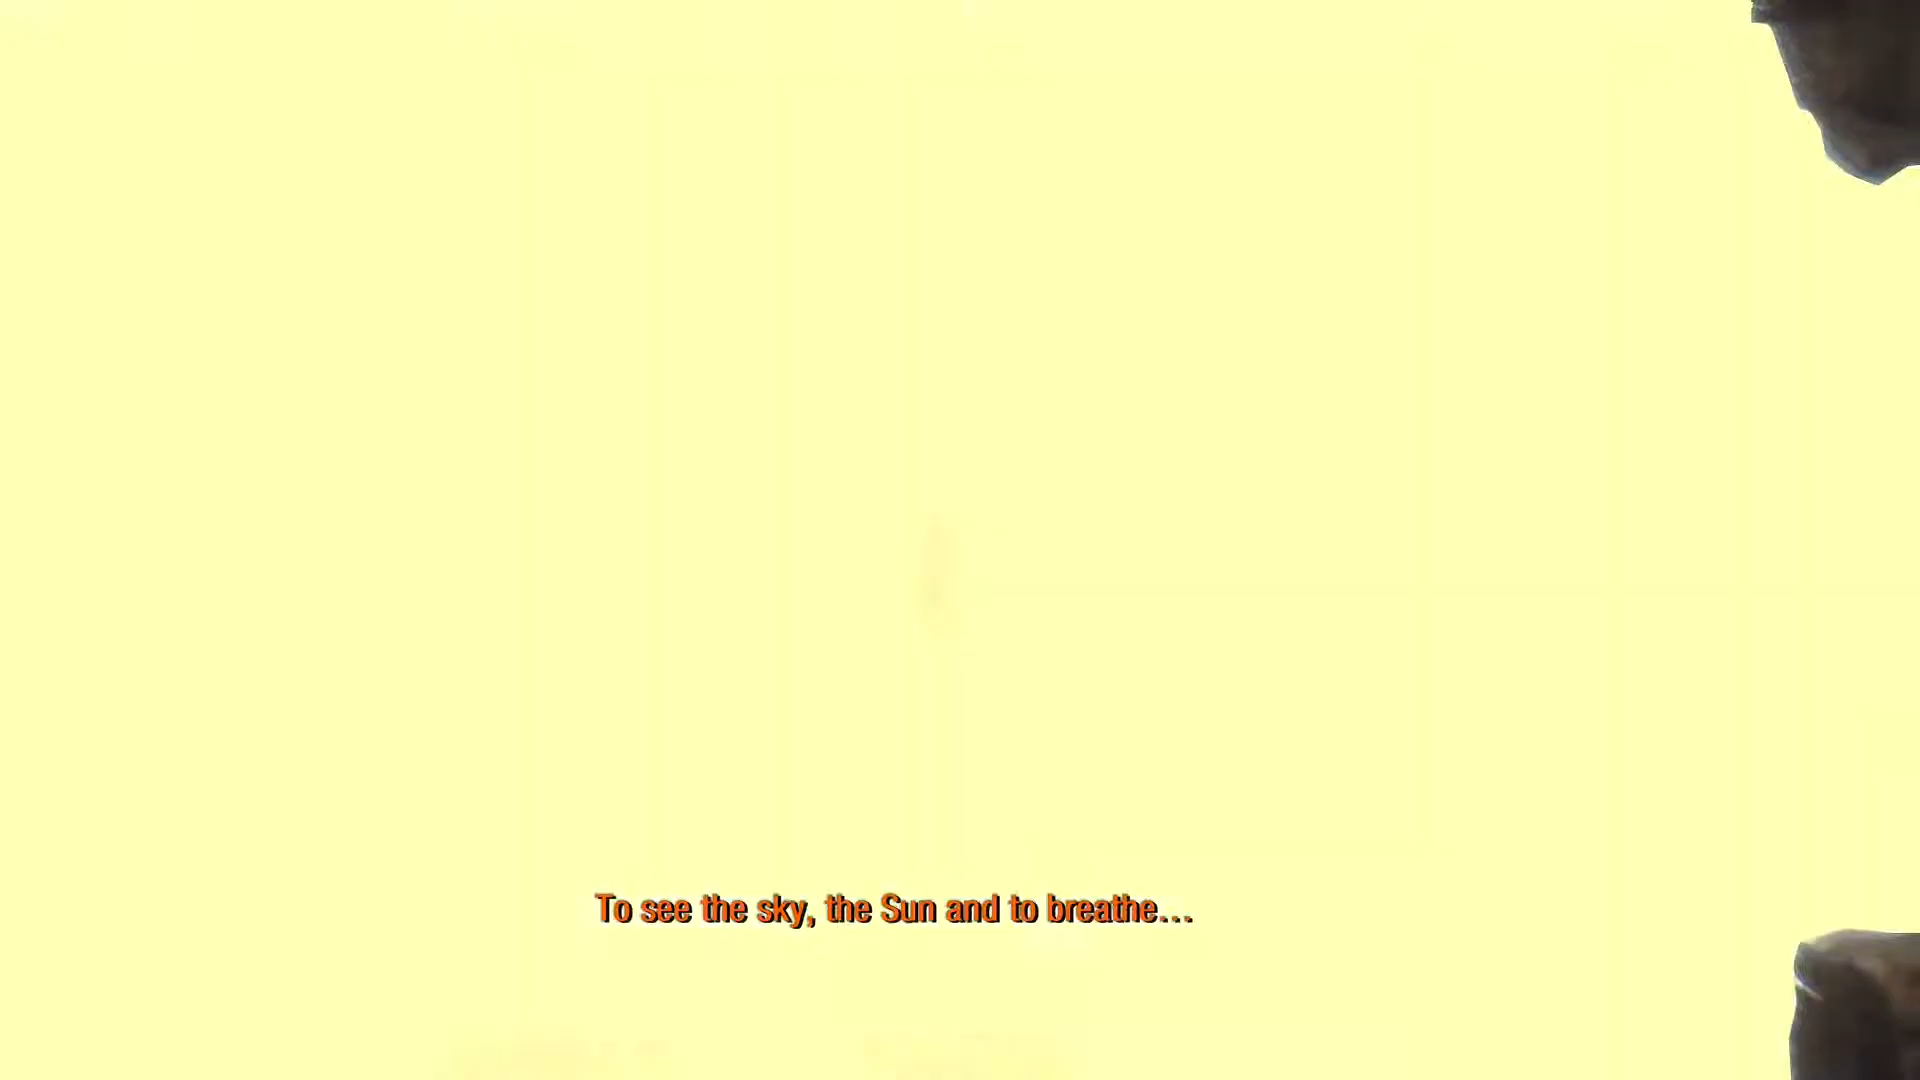 To see the sky, the Sun and to breathe...